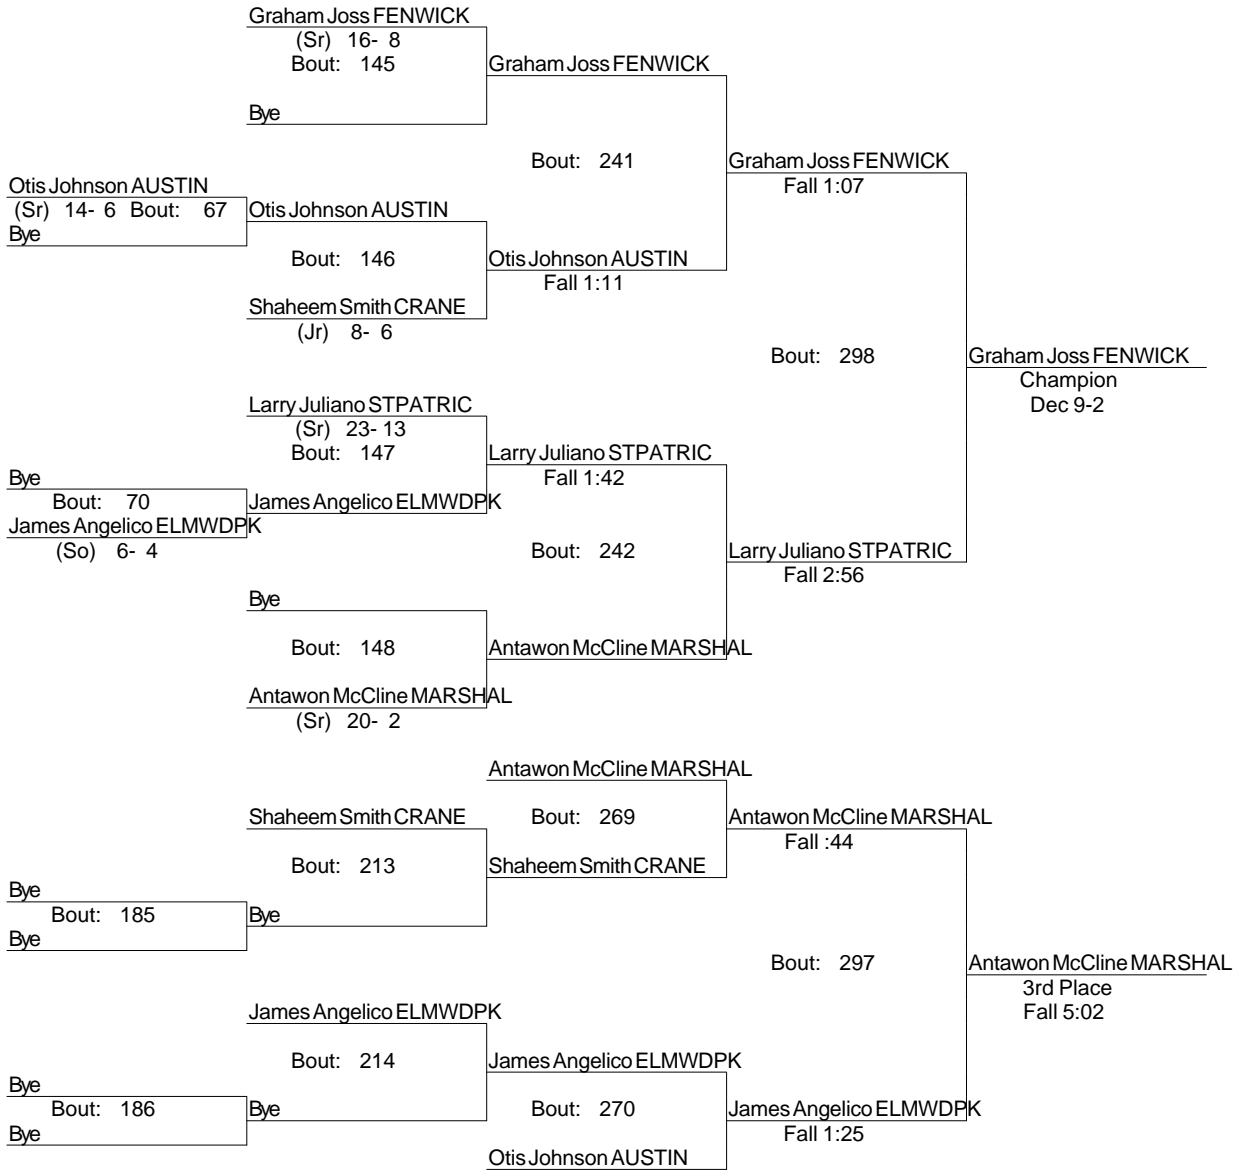 Graham Joss FENWICK
(Sr) 16- 8
Bout: 145
Graham Joss FENWICK
Bye
Bout: 241
Graham Joss FENWICK
Fall 1:07
Otis Johnson AUSTIN
(Sr) 14- 6 Bout: 67
Otis Johnson AUSTIN
Bye
Bout: 146
Otis Johnson AUSTIN
Fall 1:11
Shaheem Smith CRANE
(Jr) 8- 6
Bout: 298
Graham Joss FENWICK
Champion
Dec 9-2
Larry Juliano STPATRIC
(Sr) 23- 13
Bout: 147
Larry Juliano STPATRIC
Fall 1:42
Bye
Bout: 70
James Angelico ELMWDPK
James Angelico ELMWDPK
(So) 6- 4
Bout: 242
Larry Juliano STPATRIC
Fall 2:56
Bye
Bout: 148
Antawon McCline MARSHAL
Antawon McCline MARSHAL
(Sr) 20- 2
Antawon McCline MARSHAL
Shaheem Smith CRANE
Bout: 269
Antawon McCline MARSHAL
Fall :44
Bout: 213
Shaheem Smith CRANE
Bye
Bout: 185
Bye
Bye
Bout: 297
Antawon McCline MARSHAL
3rd Place
Fall 5:02
James Angelico ELMWDPK
Bout: 214
James Angelico ELMWDPK
Bye
Bout: 186
Bye
Bye
Bout: 270
James Angelico ELMWDPK
Fall 1:25
Otis Johnson AUSTIN